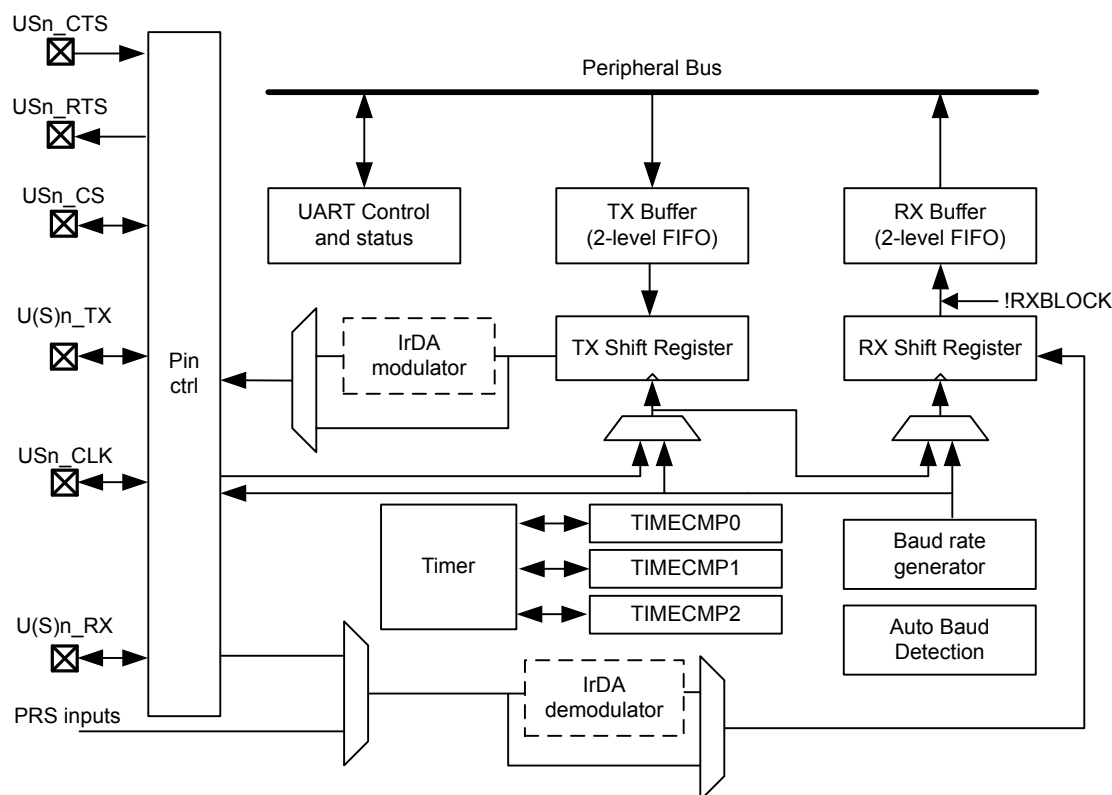 USn_CTS
Peripheral Bus
USn_RTS
USn_CS
UART Control
and status
TX Buffer
(2-level FIFO)
RX Buffer
(2-level FIFO)
!RXBLOCK
U(S)n_TX
Pin
ctrl
IrDA
modulator
TX Shift Register
RX Shift Register
USn_CLK
Timer
TIMECMP0
TIMECMP1
TIMECMP2
Baud rate
generator
Auto Baud
Detection
U(S)n_RX
PRS inputs
IrDA
demodulator